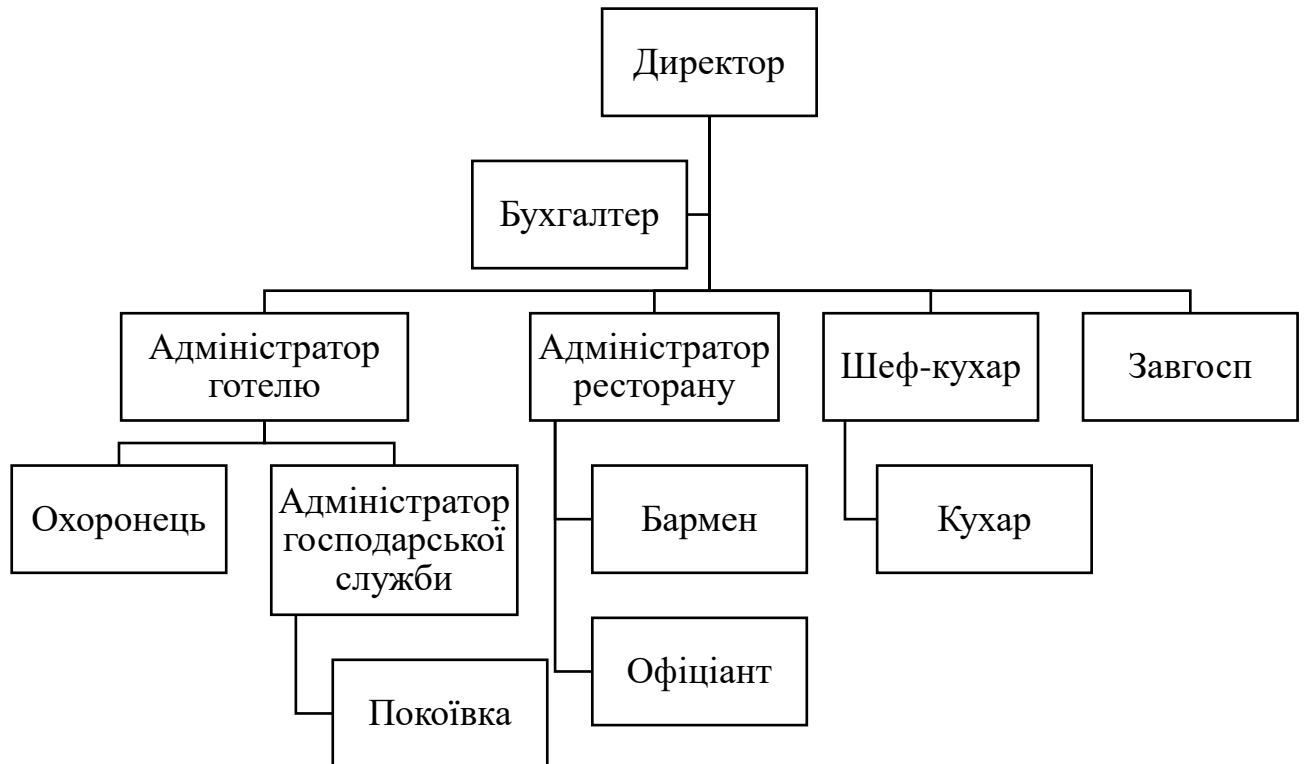 Директор
Бухгалтер
Адміністратор
готелю
Адміністратор
ресторану
Шеф-кухар
Завгосп
Охоронець
Адміністратор
господарської
служби
Бармен
Кухар
Офіціант
Покоївка